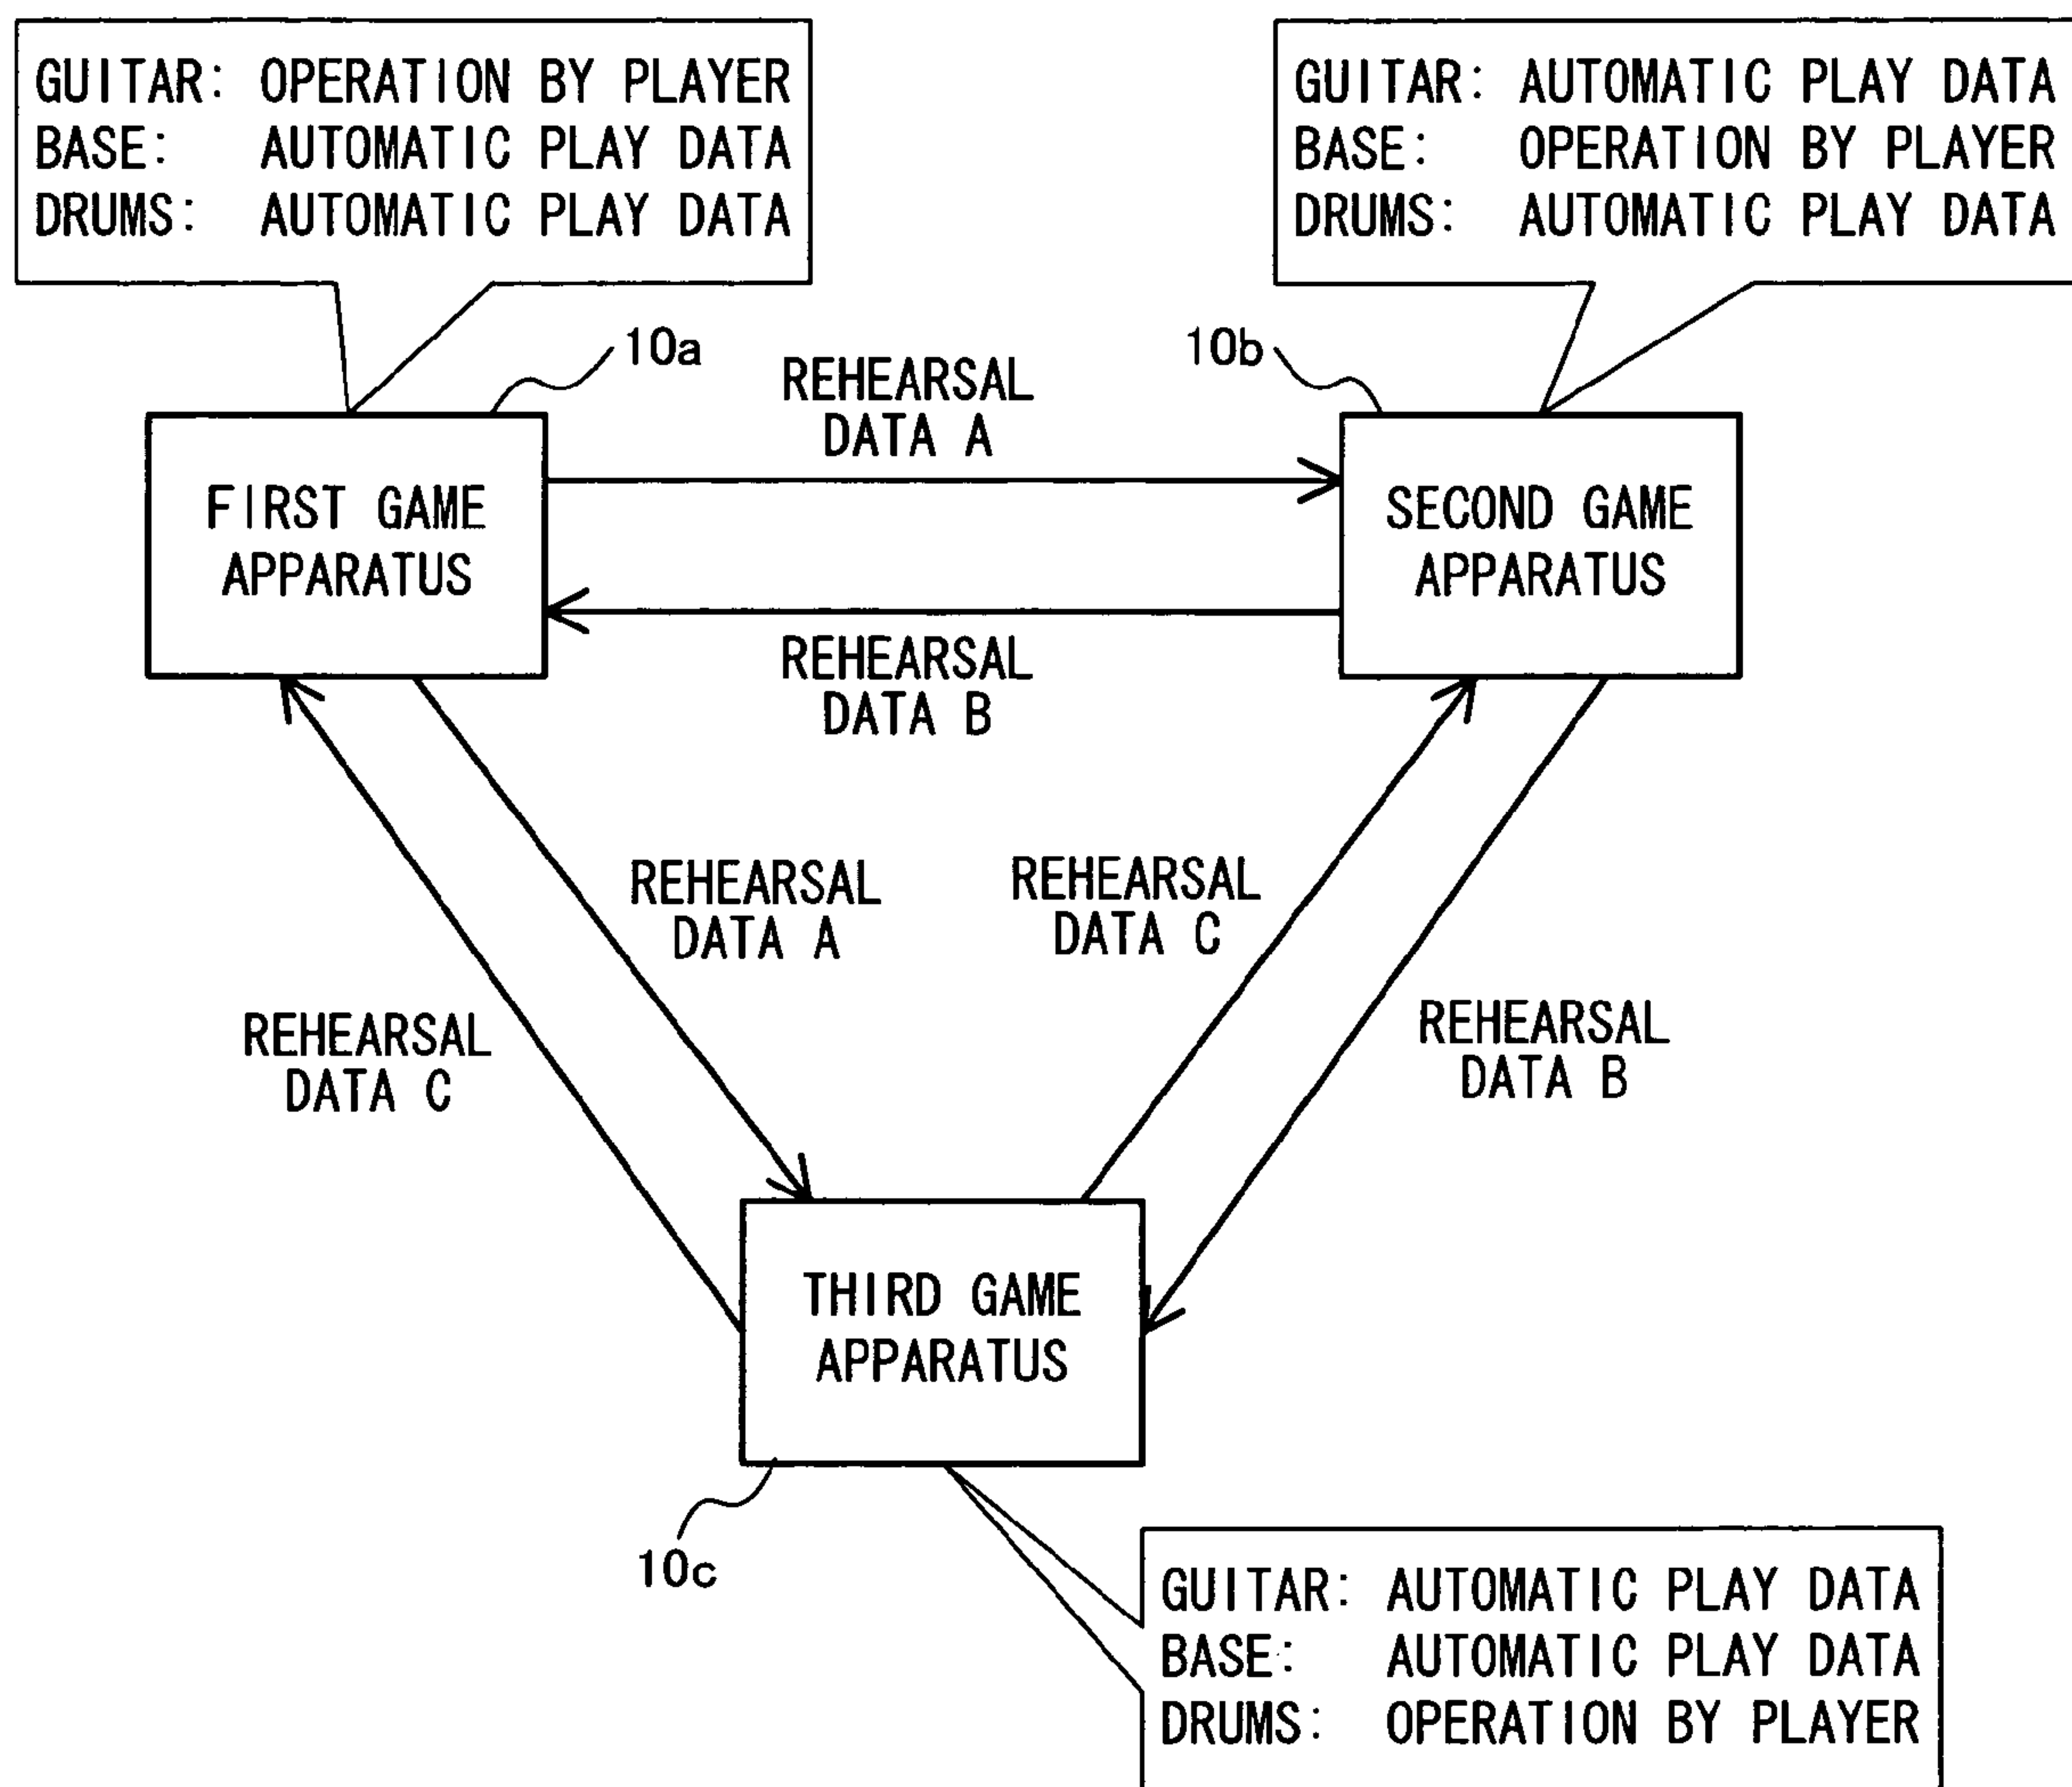 GUITAR: OPERATION BY PLAYER
BASE: AUTOMATIC PLAY DATA
DRUMS: AUTOMATIC PLAY DATA
GUITAR: AUTOMATIC PLAY DATA
BASE: OPERATION BY PLAYER
DRUMS: AUTOMATIC PLAY DATA
10a
10b
REHEARSAL
DATA A
FIRST GAME
APPARATUS
SECOND GAME
APPARATUS
REHEARSAL
DATA B
REHEARSAL
DATA A
REHEARSAL
DATA C
REHEARSAL
DATA C
REHEARSAL
DATA B
THIRD GAME
APPARATUS
10c
GUITAR: AUTOMATIC PLAY DATA
BASE: AUTOMATIC PLAY DATA
DRUMS: OPERATION BY PLAYER